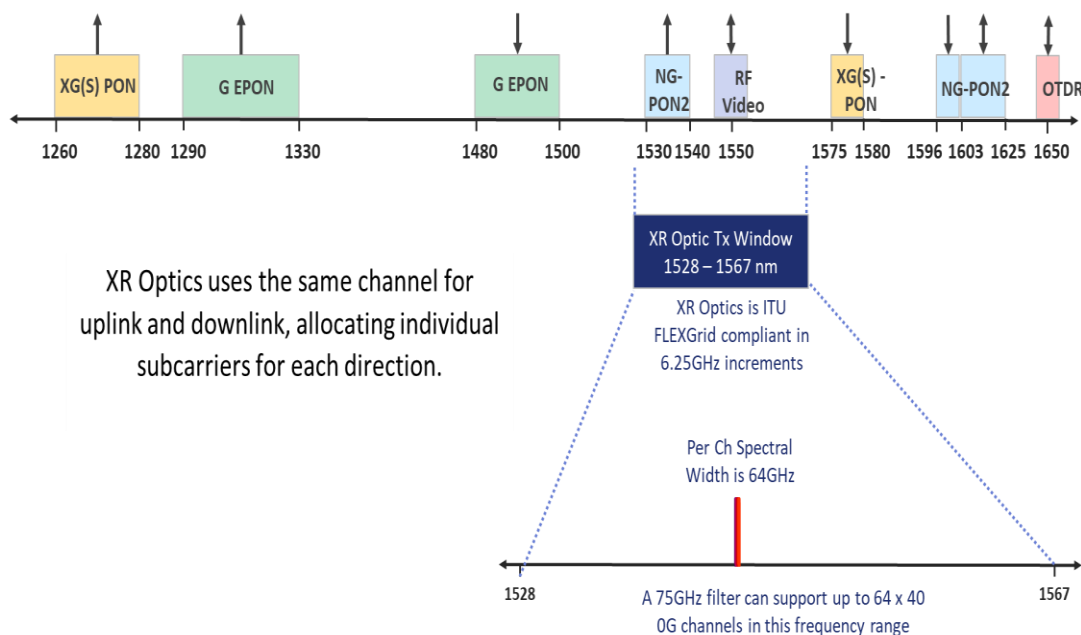 XG(S) PON
G EPON
G EPON
NG-
PON2
RF
Video
XG(S) -
PON
NG-PON2
OTDR
1260 1280 1290 1330 1480 1500 1530 1540 1550 1575 1580 1596 1603 1625 1650
XR Optic Tx Window
1528 – 1567 nm
XR Optics uses the same channel for
uplink and downlink, allocating individual
subcarriers for each direction.
XR Optics is ITU
FLEXGrid compliant in
6.25GHz increments
Per Ch Spectral
Width is 64GHz
1528 1567
A 75GHz filter can support up to 64 x 40
0G channels in this frequency range